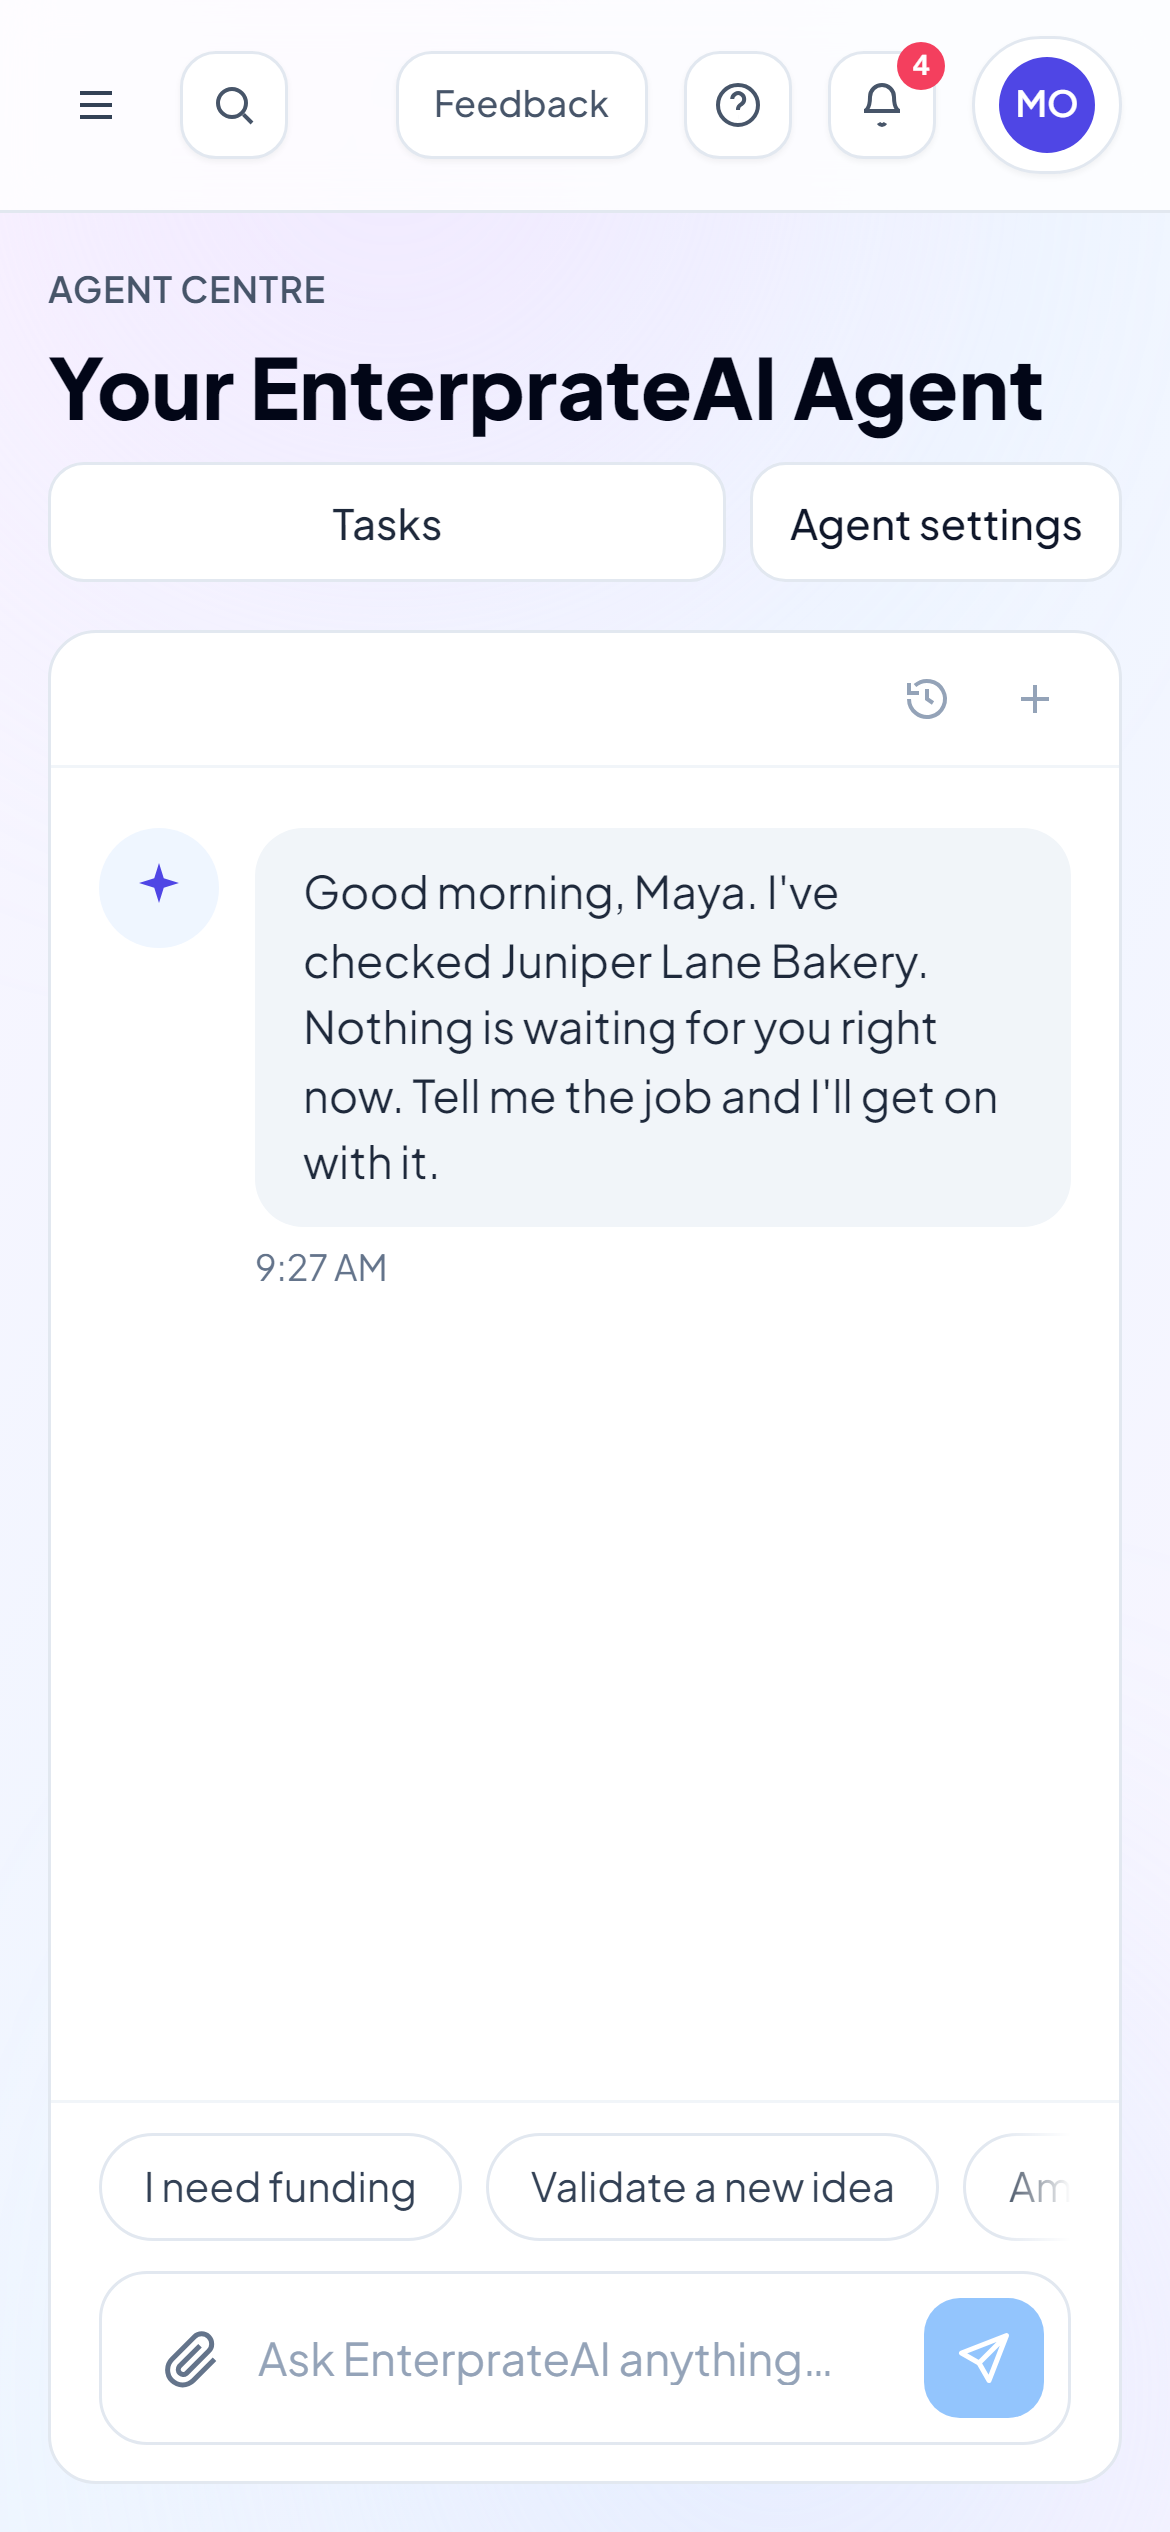 Feedback
4
MO
AGENT CENTRE
Your EnterprateAI Agent
Tasks
Agent settings
Good morning, Maya. I've
checked Juniper Lane Bakery.
Nothing is waiting for you right
now. Tell me the job and I'll get on
with it.
9:27 AM
I need funding
Validate a new idea
Ask EnterprateAI anything...